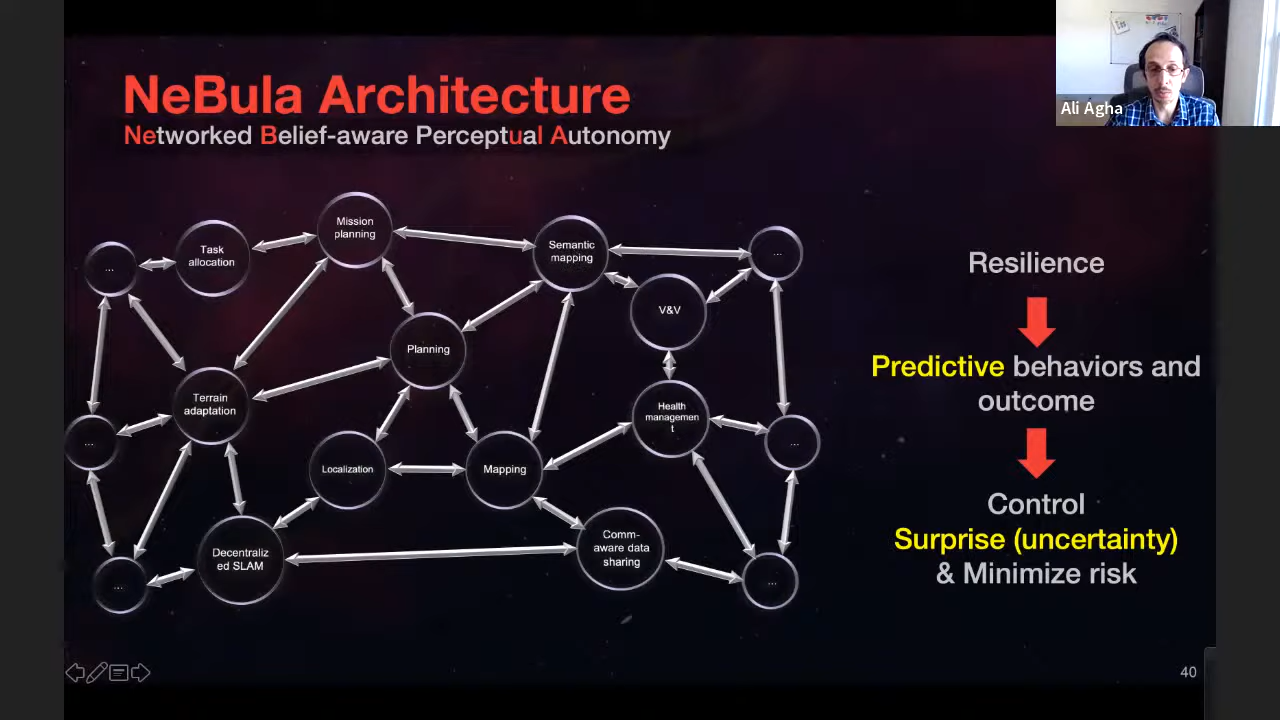 NeBula Architecture
Networked Belief-aware Perceptual Autonomy
Ali Agha
Mission
planning
Task
allocation
Semantic
mapping
...
...
V&V
Planning
Terrain
adaptation
Health
managemen
t
...
...
Localization
Mapping
Decentraliz
ed SLAM
Comm-
aware data
sharing
...
...
Resilience
Predictive behaviors and
outcome
Control
Surprise (uncertainty)
& Minimize risk
40